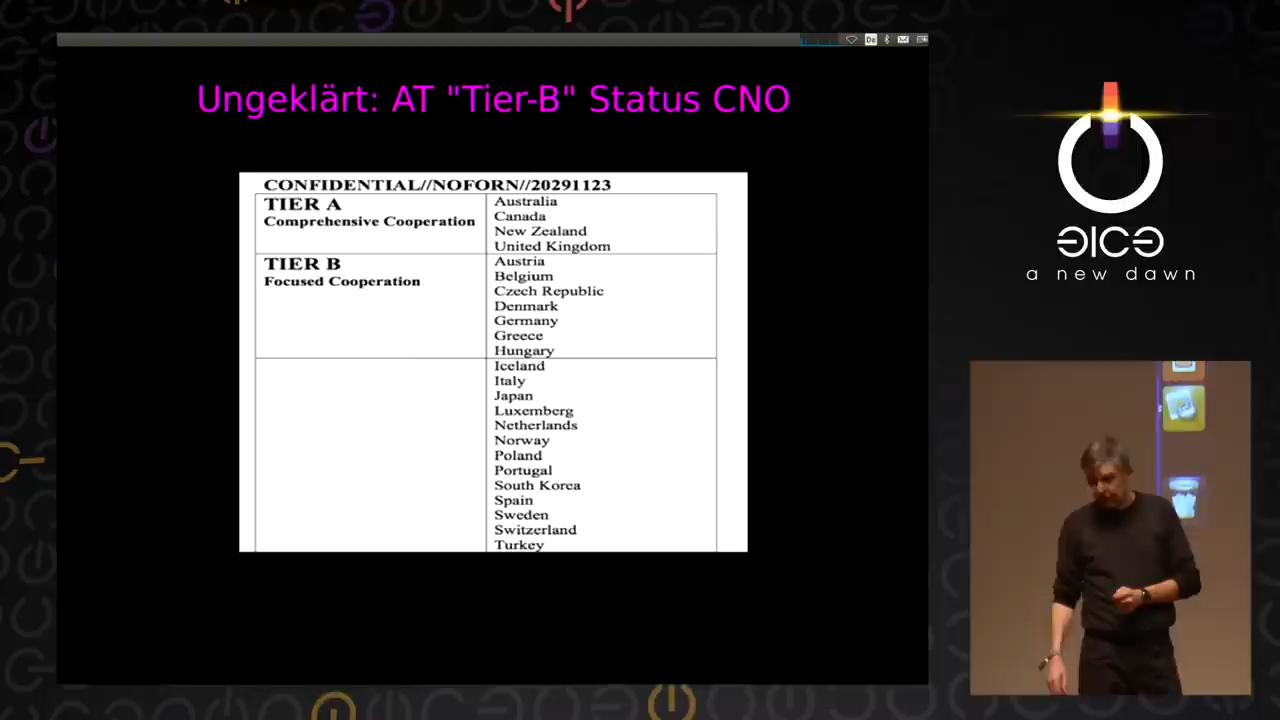 Ungeklärt: AT "Tier-B" Status CNO
CONFIDENTIAL//NOFORN//20291123
TIER A
Comprehensive Cooperation
Australia
Canada
New Zealand
United Kingdom
TIER B
Focused Cooperation
Austria
Belgium
Czech Republic
Denmark
Germany
Greece
Hungary
Iceland
Italy
Japan
Luxemberg
Netherlands
Norway
Poland
Portugal
South Korea
Spain
Sweden
Switzerland
Turkey
De
a new dawn